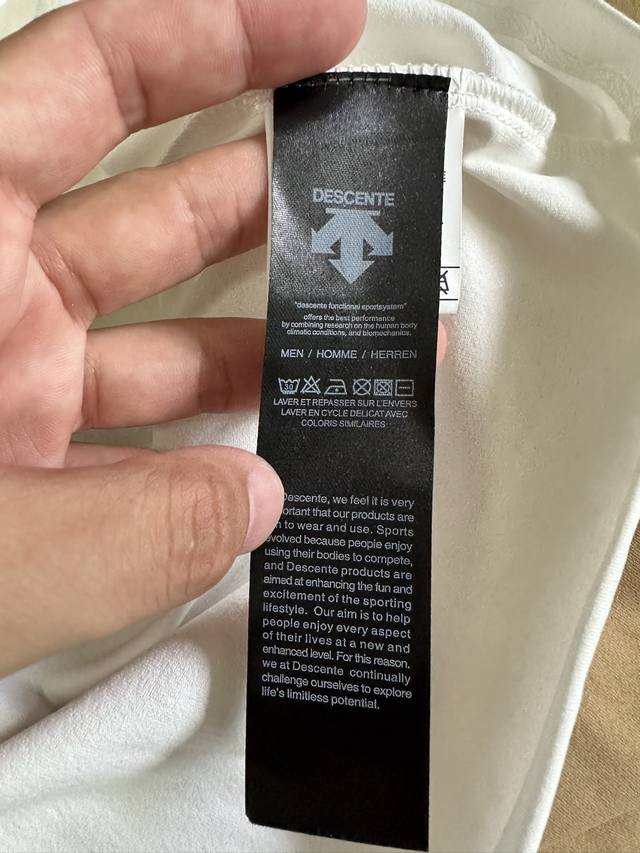 DESCENTE
"descente functional sportsystem"
offers the best performance
by combining research on the human body
climatic conditions, and biomechanics.
MEN / HOMME / HERREN
30
LAVER ET REPASSER SUR L'ENVERS
LAVER EN CYCLE DELICAT AVEC
COLORIS SIMILAIRES
Descente, we feel it is very
ortant that our products are
n to wear and use. Sports
evolved because people enjoy
using their bodies to compete,
and Descente products are
aimed at enhancing the fun and
excitement of the sporting
lifestyle. Our aim is to help
people enjoy every aspect
of their lives at a new and
enhanced level. For this reason,
we at Descente continually
challenge ourselves to explore
life's limitless potential.